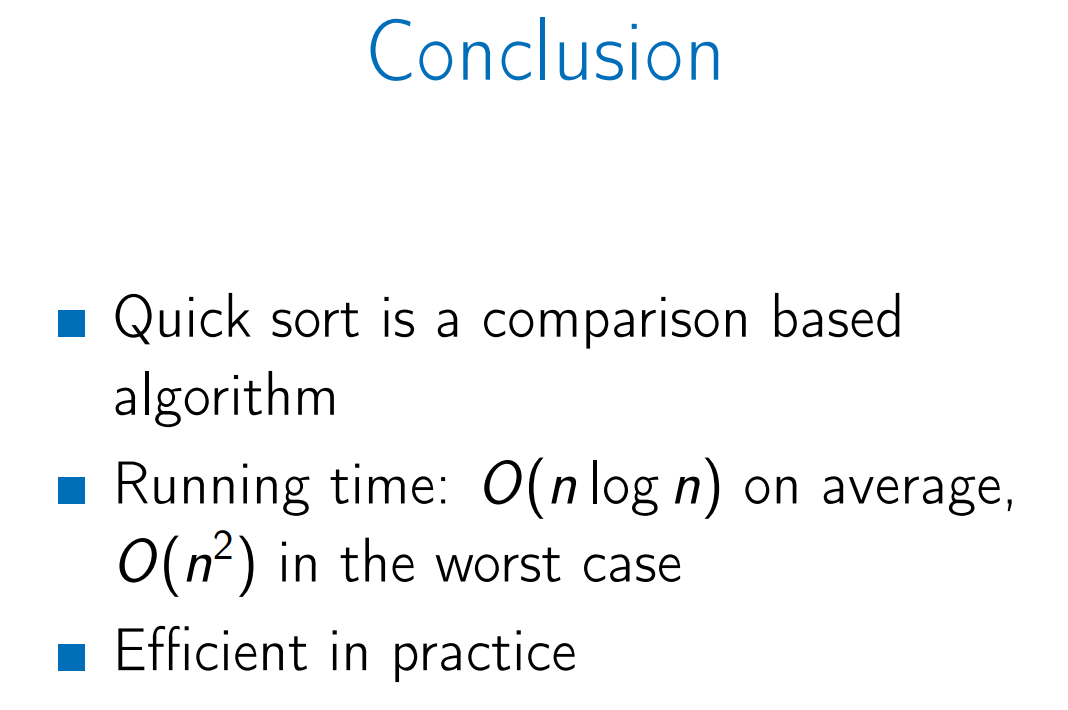 Conclusion
■ Quick sort is a comparison based
algorithm
■ Running time: O(n log n) on average,
O(n²) in the worst case
■ Efficient in practice